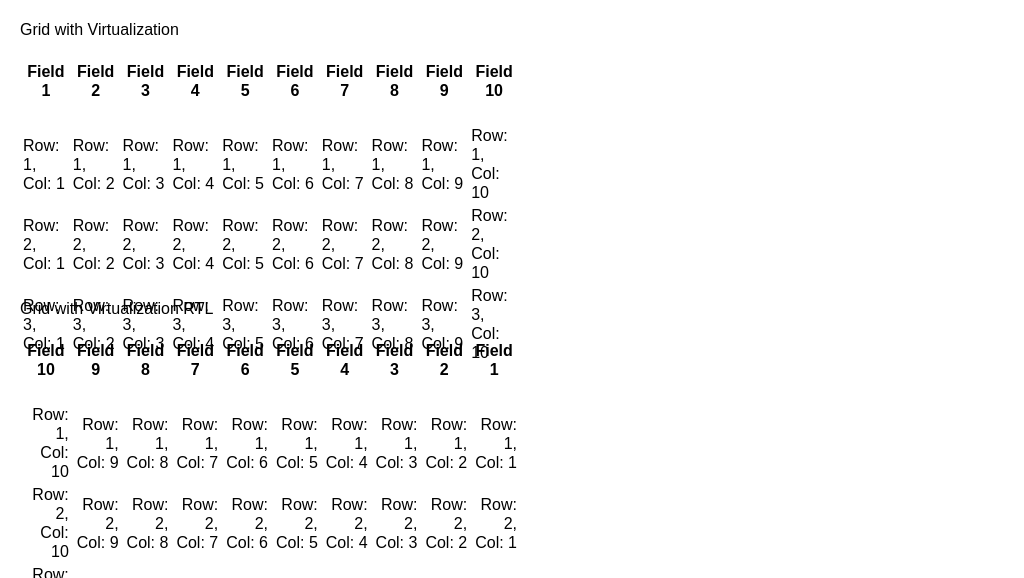 Grid with Virtualization
Field Field Field Field Field Field Field Field Field Field
1 2 3 4 5 6 7 8 9 10
Row: 1, Col: 1 Row: 1, Col: 2 Row: 1, Col: 3 Row: 1, Col: 4 Row: 1, Col: 5 Row: 1, Col: 6 Row: 1, Col: 7 Row: 1, Col: 8 Row: 1, Col: 9 Row: 1, Col: 10
Row: 2, Col: 1 Row: 2, Col: 2 Row: 2, Col: 3 Row: 2, Col: 4 Row: 2, Col: 5 Row: 2, Col: 6 Row: 2, Col: 7 Row: 2, Col: 8 Row: 2, Col: 9 Row: 2, Col: 10
Row: 3, Col: 1 Row: 3, Col: 2 Row: 3, Col: 3 Row: 3, Col: 4 Row: 3, Col: 5 Row: 3, Col: 6 Row: 3, Col: 7 Row: 3, Col: 8 Row: 3, Col: 9 Row: 3, Col: 10
Grid with Virtualization RTL
Field Field Field Field Field Field Field Field Field Field
10 9 8 7 6 5 4 3 2 1
Row: 1, Col: 10 Row: 1, Col: 9 Row: 1, Col: 8 Row: 1, Col: 7 Row: 1, Col: 6 Row: 1, Col: 5 Row: 1, Col: 4 Row: 1, Col: 3 Row: 1, Col: 2 Row: 1, Col: 1
Row: 2, Col: 10 Row: 2, Col: 9 Row: 2, Col: 8 Row: 2, Col: 7 Row: 2, Col: 6 Row: 2, Col: 5 Row: 2, Col: 4 Row: 2, Col: 3 Row: 2, Col: 2 Row: 2, Col: 1
Row: